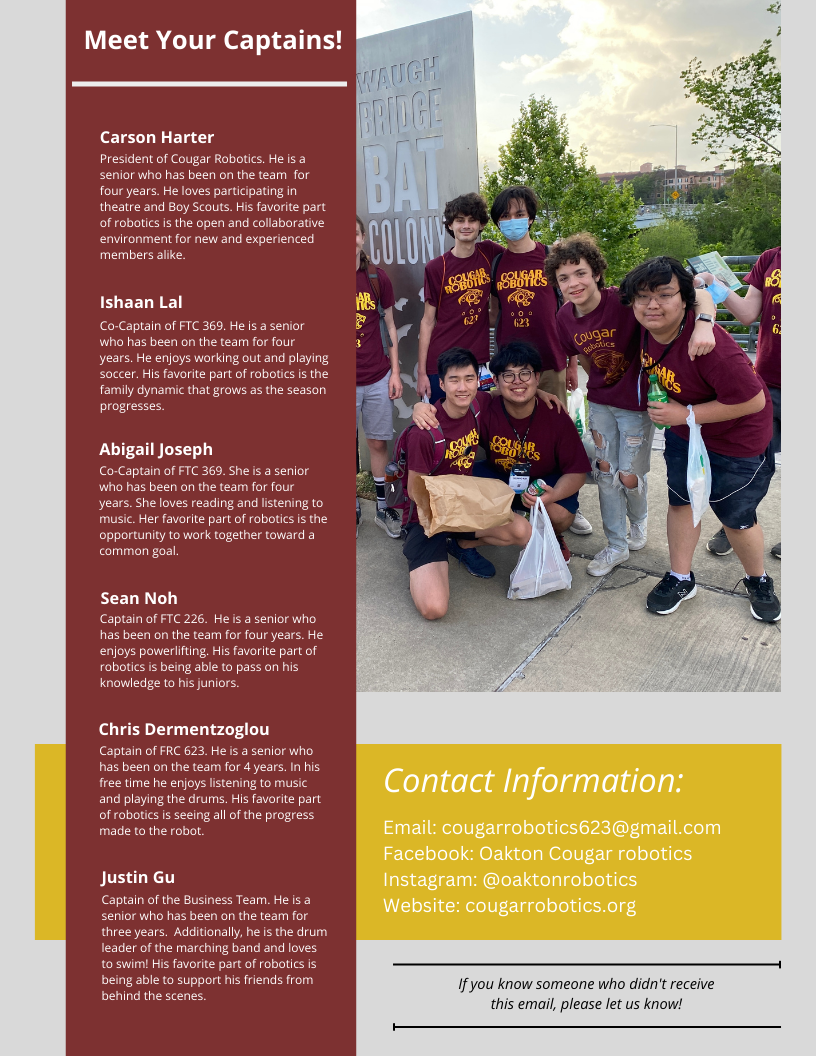 Meet Your Captains!
Carson Harter
President of Cougar Robotics. He is a
senior who has been on the team  for
four years. He loves participating in
theatre and Boy Scouts. His favorite part
of robotics is the open and collaborative
environment for new and experienced
members alike.
Ishaan Lal
Co-Captain of FTC 369. He is a senior
who has been on the team for four
years. He enjoys working out and playing
soccer. His favorite part of robotics is the
family dynamic that grows as the season
progresses.
Abigail Joseph
Co-Captain of FTC 369. She is a senior
who has been on the team for four
years. She loves reading and listening to
music. Her favorite part of robotics is the
opportunity to work together toward a
common goal.
Sean Noh
Captain of FTC 226.  He is a senior who
has been on the team for four years. He
enjoys powerlifting. His favorite part of
robotics is being able to pass on his
knowledge to his juniors.
Chris Dermentzoglou
Captain of FRC 623. He is a senior who
has been on the team for 4 years. In his
free time he enjoys listening to music
and playing the drums. His favorite part
of robotics is seeing all of the progress
made to the robot.
Justin Gu
Captain of the Business Team. He is a
senior who has been on the team for
three years.  Additionally, he is the drum
leader of the marching band and loves
to swim! His favorite part of robotics is
being able to support his friends from
behind the scenes.
WAUGH
BRIDGE
BAT
COLONY
COUGAR
ROBOTICS
623
COUGAR
ROBOTICS
623
Cougar
Robotics
COUGAR
ROBOTICS
COUGAR
ROBOTICS
Contact Information:
Email: cougarrobotics623@gmail.com
Facebook: Oakton Cougar robotics
Instagram: @oaktonrobotics
Website: cougarrobotics.org
If you know someone who didn't receive
this email, please let us know!